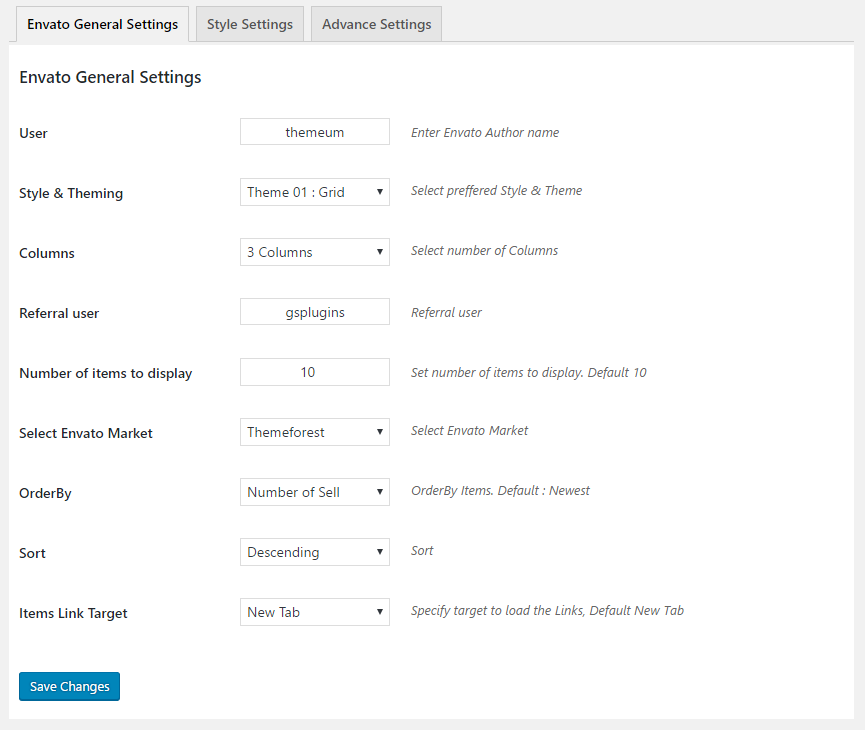 Envato General Settings Style Settings Advance Settings
Envato General Settings
User themeum Enter Envato Author name
Style & Theming Theme 01 : Grid Select preffered Style & Theme
Columns 3 Columns Select number of Columns
Referral user gsplugins Referral user
Number of items to display 10 Set number of items to display. Default 10
Select Envato Market Themeforest Select Envato Market
OrderBy Number of Sell OrderBy Items. Default : Newest
Sort Descending Sort
Items Link Target New Tab Specify target to load the Links, Default New Tab
Save Changes